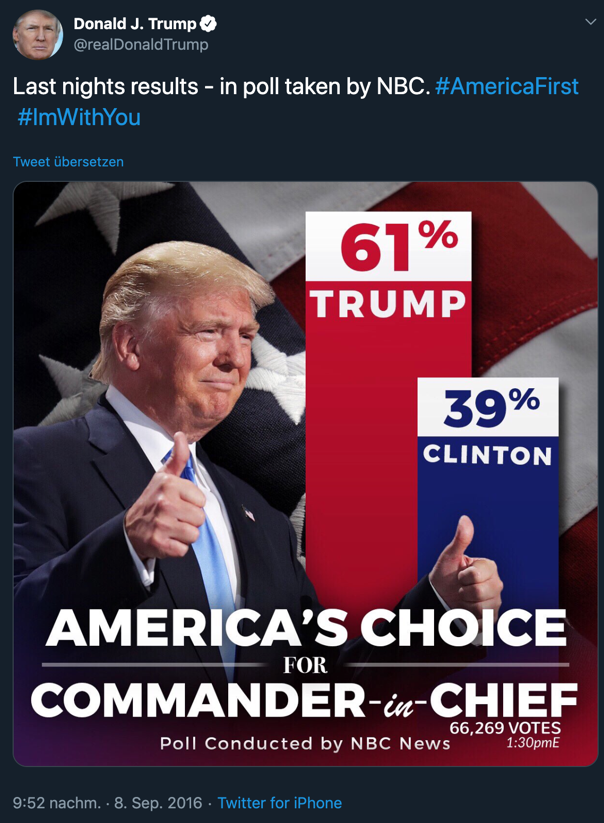 Donald J. Trump
@realDonaldTrump
Last nights results - in poll taken by NBC. #AmericaFirst
#ImWithYou
Tweet übersetzen
61%
TRUMP
39%
CLINTON
AMERICA'S CHOICE
FOR
COMMANDER-in-CHIEF
66,269 VOTES
Poll Conducted by NBC News
1:30pmE
9:52 nachm. · 8. Sep. 2016 · Twitter for iPhone